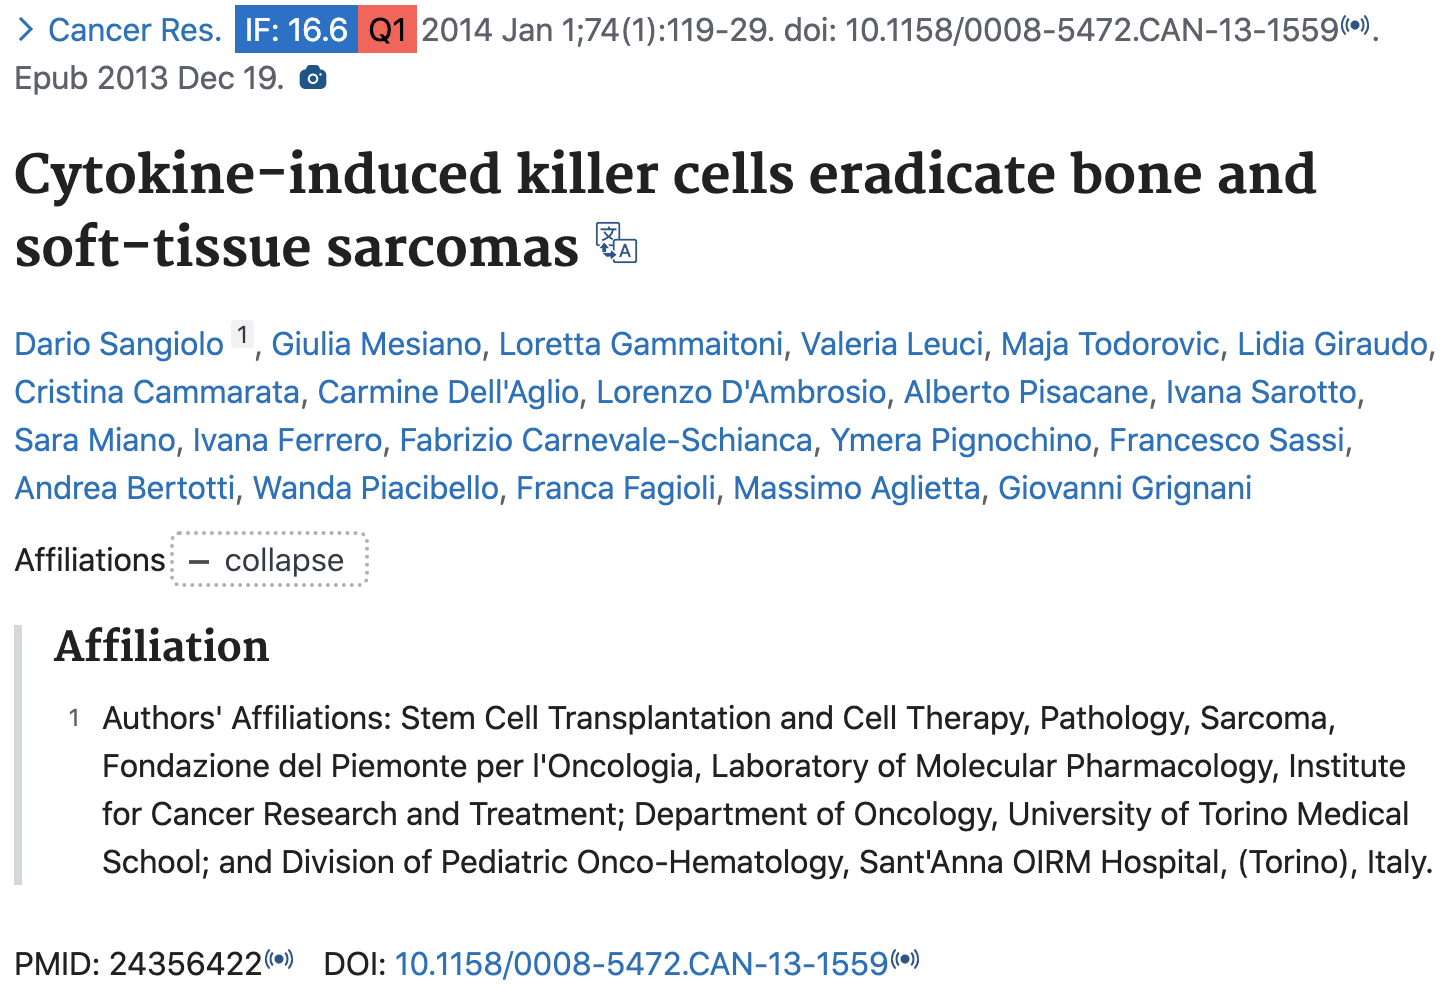 > Cancer Res. IF: 16.6 Q1 2014 Jan 1;74(1):119-29. doi: 10.1158/0008-5472.CAN-13-1559.
Epub 2013 Dec 19.
Cytokine-induced killer cells eradicate bone and
soft-tissue sarcomas 文A
Dario Sangiolo 1, Giulia Mesiano, Loretta Gammaitoni, Valeria Leuci, Maja Todorovic, Lidia Giraudo,
Cristina Cammarata, Carmine Dell'Aglio, Lorenzo D'Ambrosio, Alberto Pisacane, Ivana Sarotto,
Sara Miano, Ivana Ferrero, Fabrizio Carnevale-Schianca, Ymera Pignochino, Francesco Sassi,
Andrea Bertotti, Wanda Piacibello, Franca Fagioli, Massimo Aglietta, Giovanni Grignani
Affiliations — collapse
Affiliation
1 Authors' Affiliations: Stem Cell Transplantation and Cell Therapy, Pathology, Sarcoma,
Fondazione del Piemonte per l'Oncologia, Laboratory of Molecular Pharmacology, Institute
for Cancer Research and Treatment; Department of Oncology, University of Torino Medical
School; and Division of Pediatric Onco-Hematology, Sant'Anna OIRM Hospital, (Torino), Italy.
PMID: 24356422 DOI: 10.1158/0008-5472.CAN-13-1559